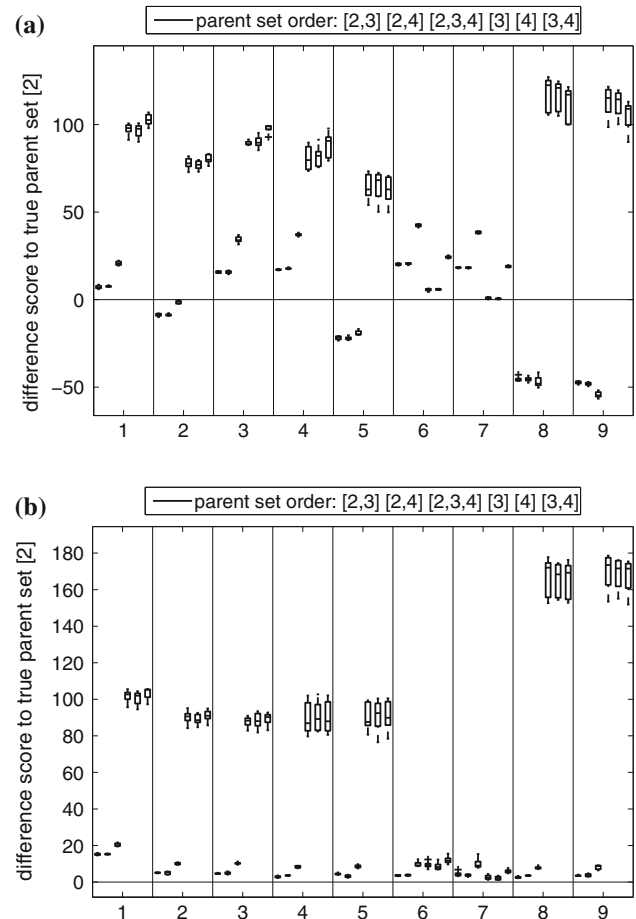 (a)
parent set order: [2,3] [2,4] [2,3,4] [3] [4] [3,4]
difference score to true parent set [2]
100
50
0
−50
1 2 3 4 5 6 7 8 9
(b)
parent set order: [2,3] [2,4] [2,3,4] [3] [4] [3,4]
difference score to true parent set [2]
180
160
140
120
100
80
60
40
20
0
1 2 3 4 5 6 7 8 9